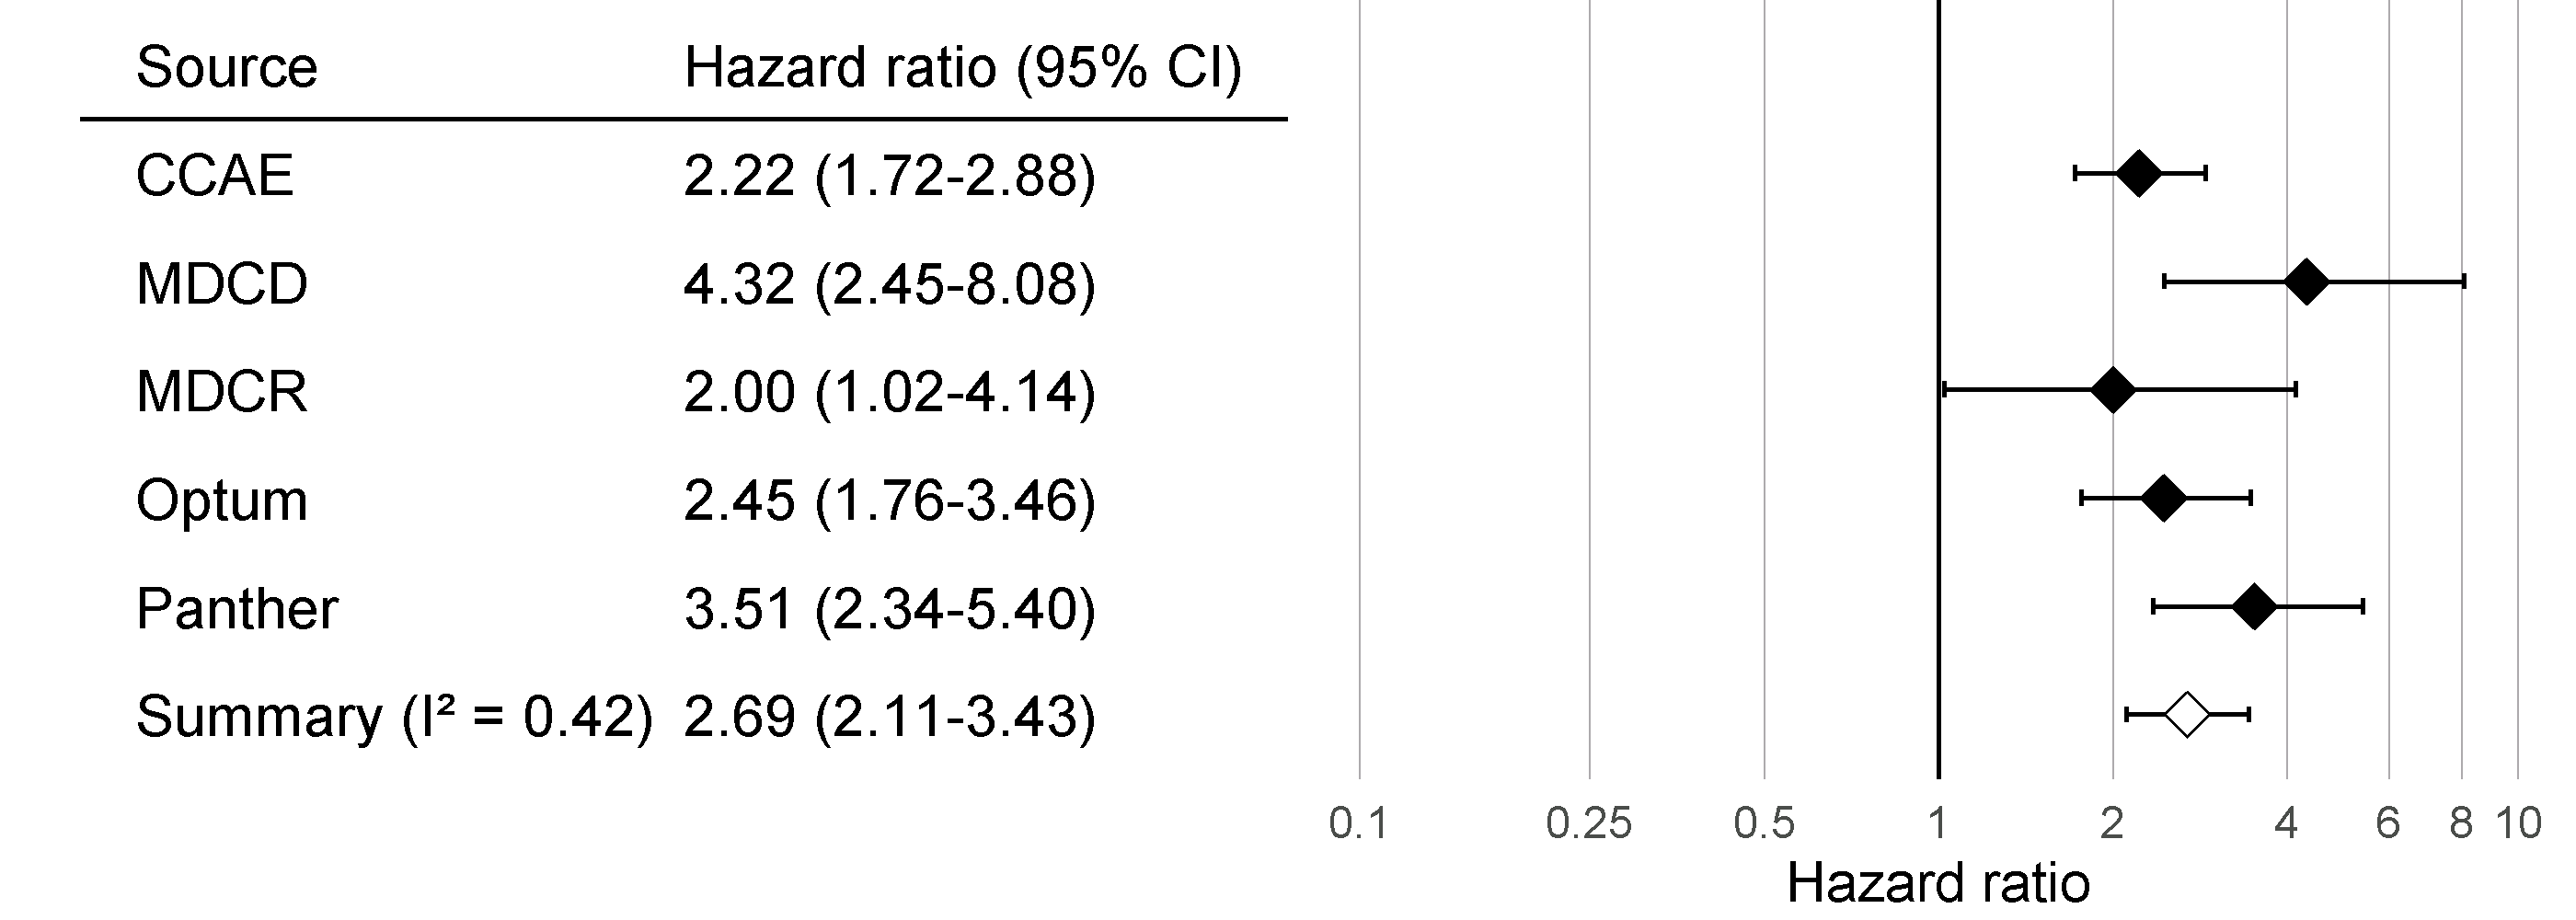 Source Hazard ratio (95% CI)
CCAE 2.22 (1.72-2.88)
MDCD 4.32 (2.45-8.08)
MDCR 2.00 (1.02-4.14)
Optum 2.45 (1.76-3.46)
Panther 3.51 (2.34-5.40)
Summary (I² = 0.42) 2.69 (2.11-3.43)
0.1 0.25 0.5 1 2 4 6 8 10
Hazard ratio